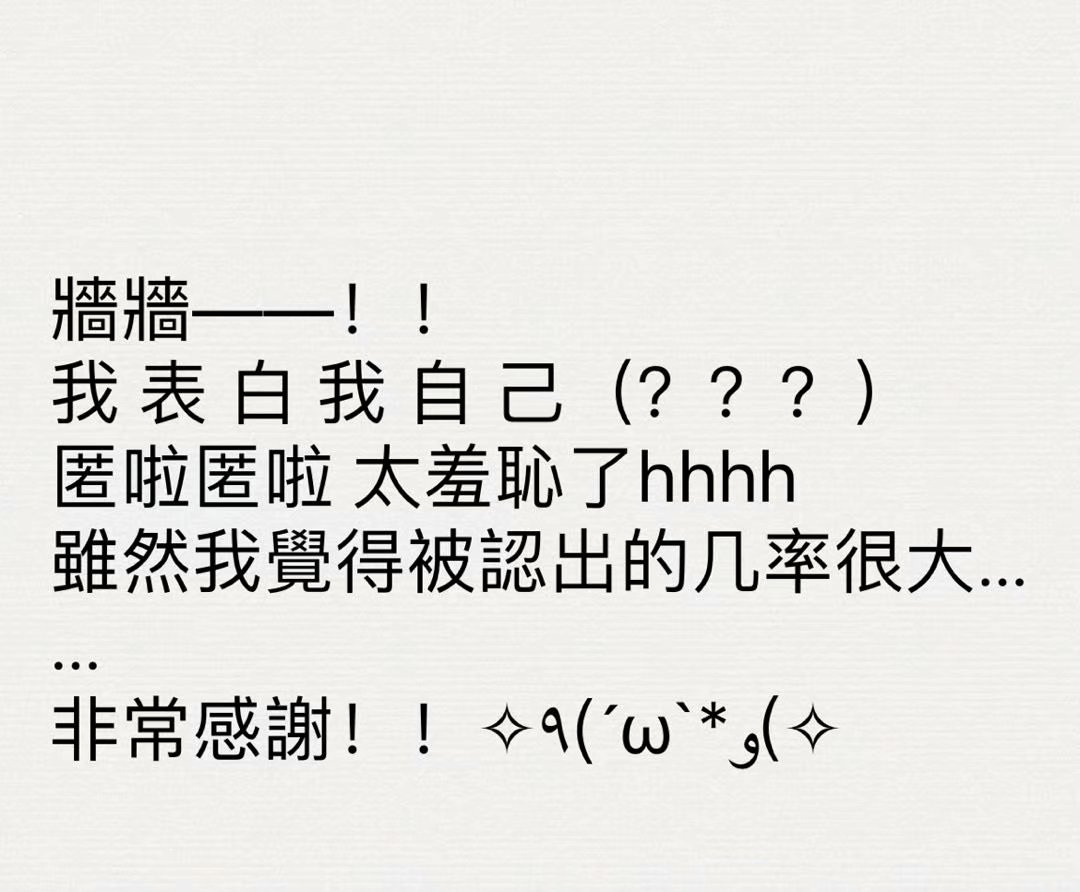 牆牆——！！
我 表 白 我 自 己（？？？）
匿啦匿啦 太羞恥了hhhh
雖然我覺得被認出的几率很大...
...
非常感謝！！✧٩(ˊωˋ*)و✧